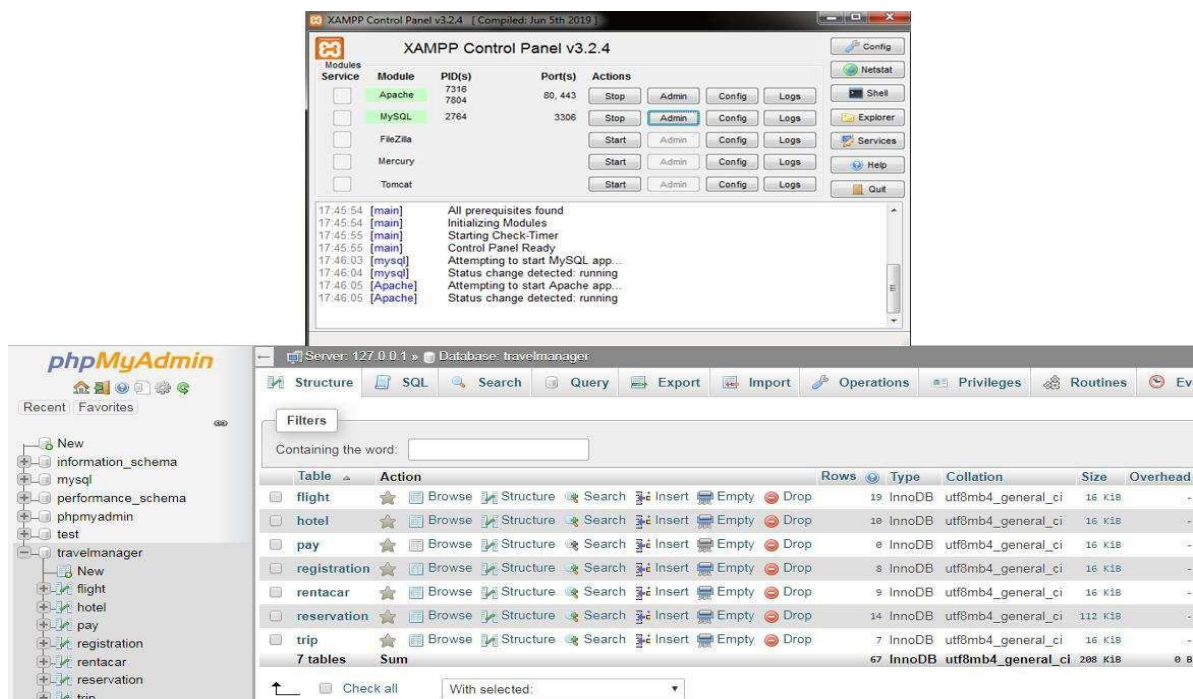 XAMPP Control Panel v3.2.4 [ Compiled: Jun 5th 2019 ]
XAMPP Control Panel v3.2.4
Config
Modules
Service Module PID(s) Port(s) Actions
Netstat
Apache 7316 7804 80, 443 Stop Admin Config Logs
Shell
MySQL 2764 3306 Stop Admin Config Logs
Explorer
FileZilla Start Admin Config Logs
Services
Mercury Start Admin Config Logs
Help
Tomcat Start Admin Config Logs
Quit
17:45:54 [main] All prerequisites found
17:45:54 [main] Initializing Modules
17:45:55 [main] Starting Check-Timer
17:45:55 [main] Control Panel Ready
17:46:03 [mysql] Attempting to start MySQL app...
17:46:04 [mysql] Status change detected: running
17:46:05 [Apache] Attempting to start Apache app...
17:46:05 [Apache] Status change detected: running
phpMyAdmin
Recent Favorites
New
information_schema
mysql
performance_schema
phpmyadmin
test
travelmanager
New
flight
hotel
pay
registration
rentacar
reservation
trip
Server: 127.0.0.1 » Database: travelmanager
Structure SQL Search Query Export Import Operations Privileges Routines Ev
Filters
Containing the word:
Table Action Rows Type Collation Size Overhead
flight Browse Structure Search Insert Empty Drop 19 InnoDB utf8mb4_general_ci 16 KiB -
hotel Browse Structure Search Insert Empty Drop 10 InnoDB utf8mb4_general_ci 16 KiB -
pay Browse Structure Search Insert Empty Drop 0 InnoDB utf8mb4_general_ci 16 KiB -
registration Browse Structure Search Insert Empty Drop 8 InnoDB utf8mb4_general_ci 16 KiB -
rentacar Browse Structure Search Insert Empty Drop 9 InnoDB utf8mb4_general_ci 16 KiB -
reservation Browse Structure Search Insert Empty Drop 14 InnoDB utf8mb4_general_ci 112 KiB -
trip Browse Structure Search Insert Empty Drop 7 InnoDB utf8mb4_general_ci 16 KiB -
7 tables Sum 67 InnoDB utf8mb4_general_ci 208 KiB 0 B
Check all With selected: